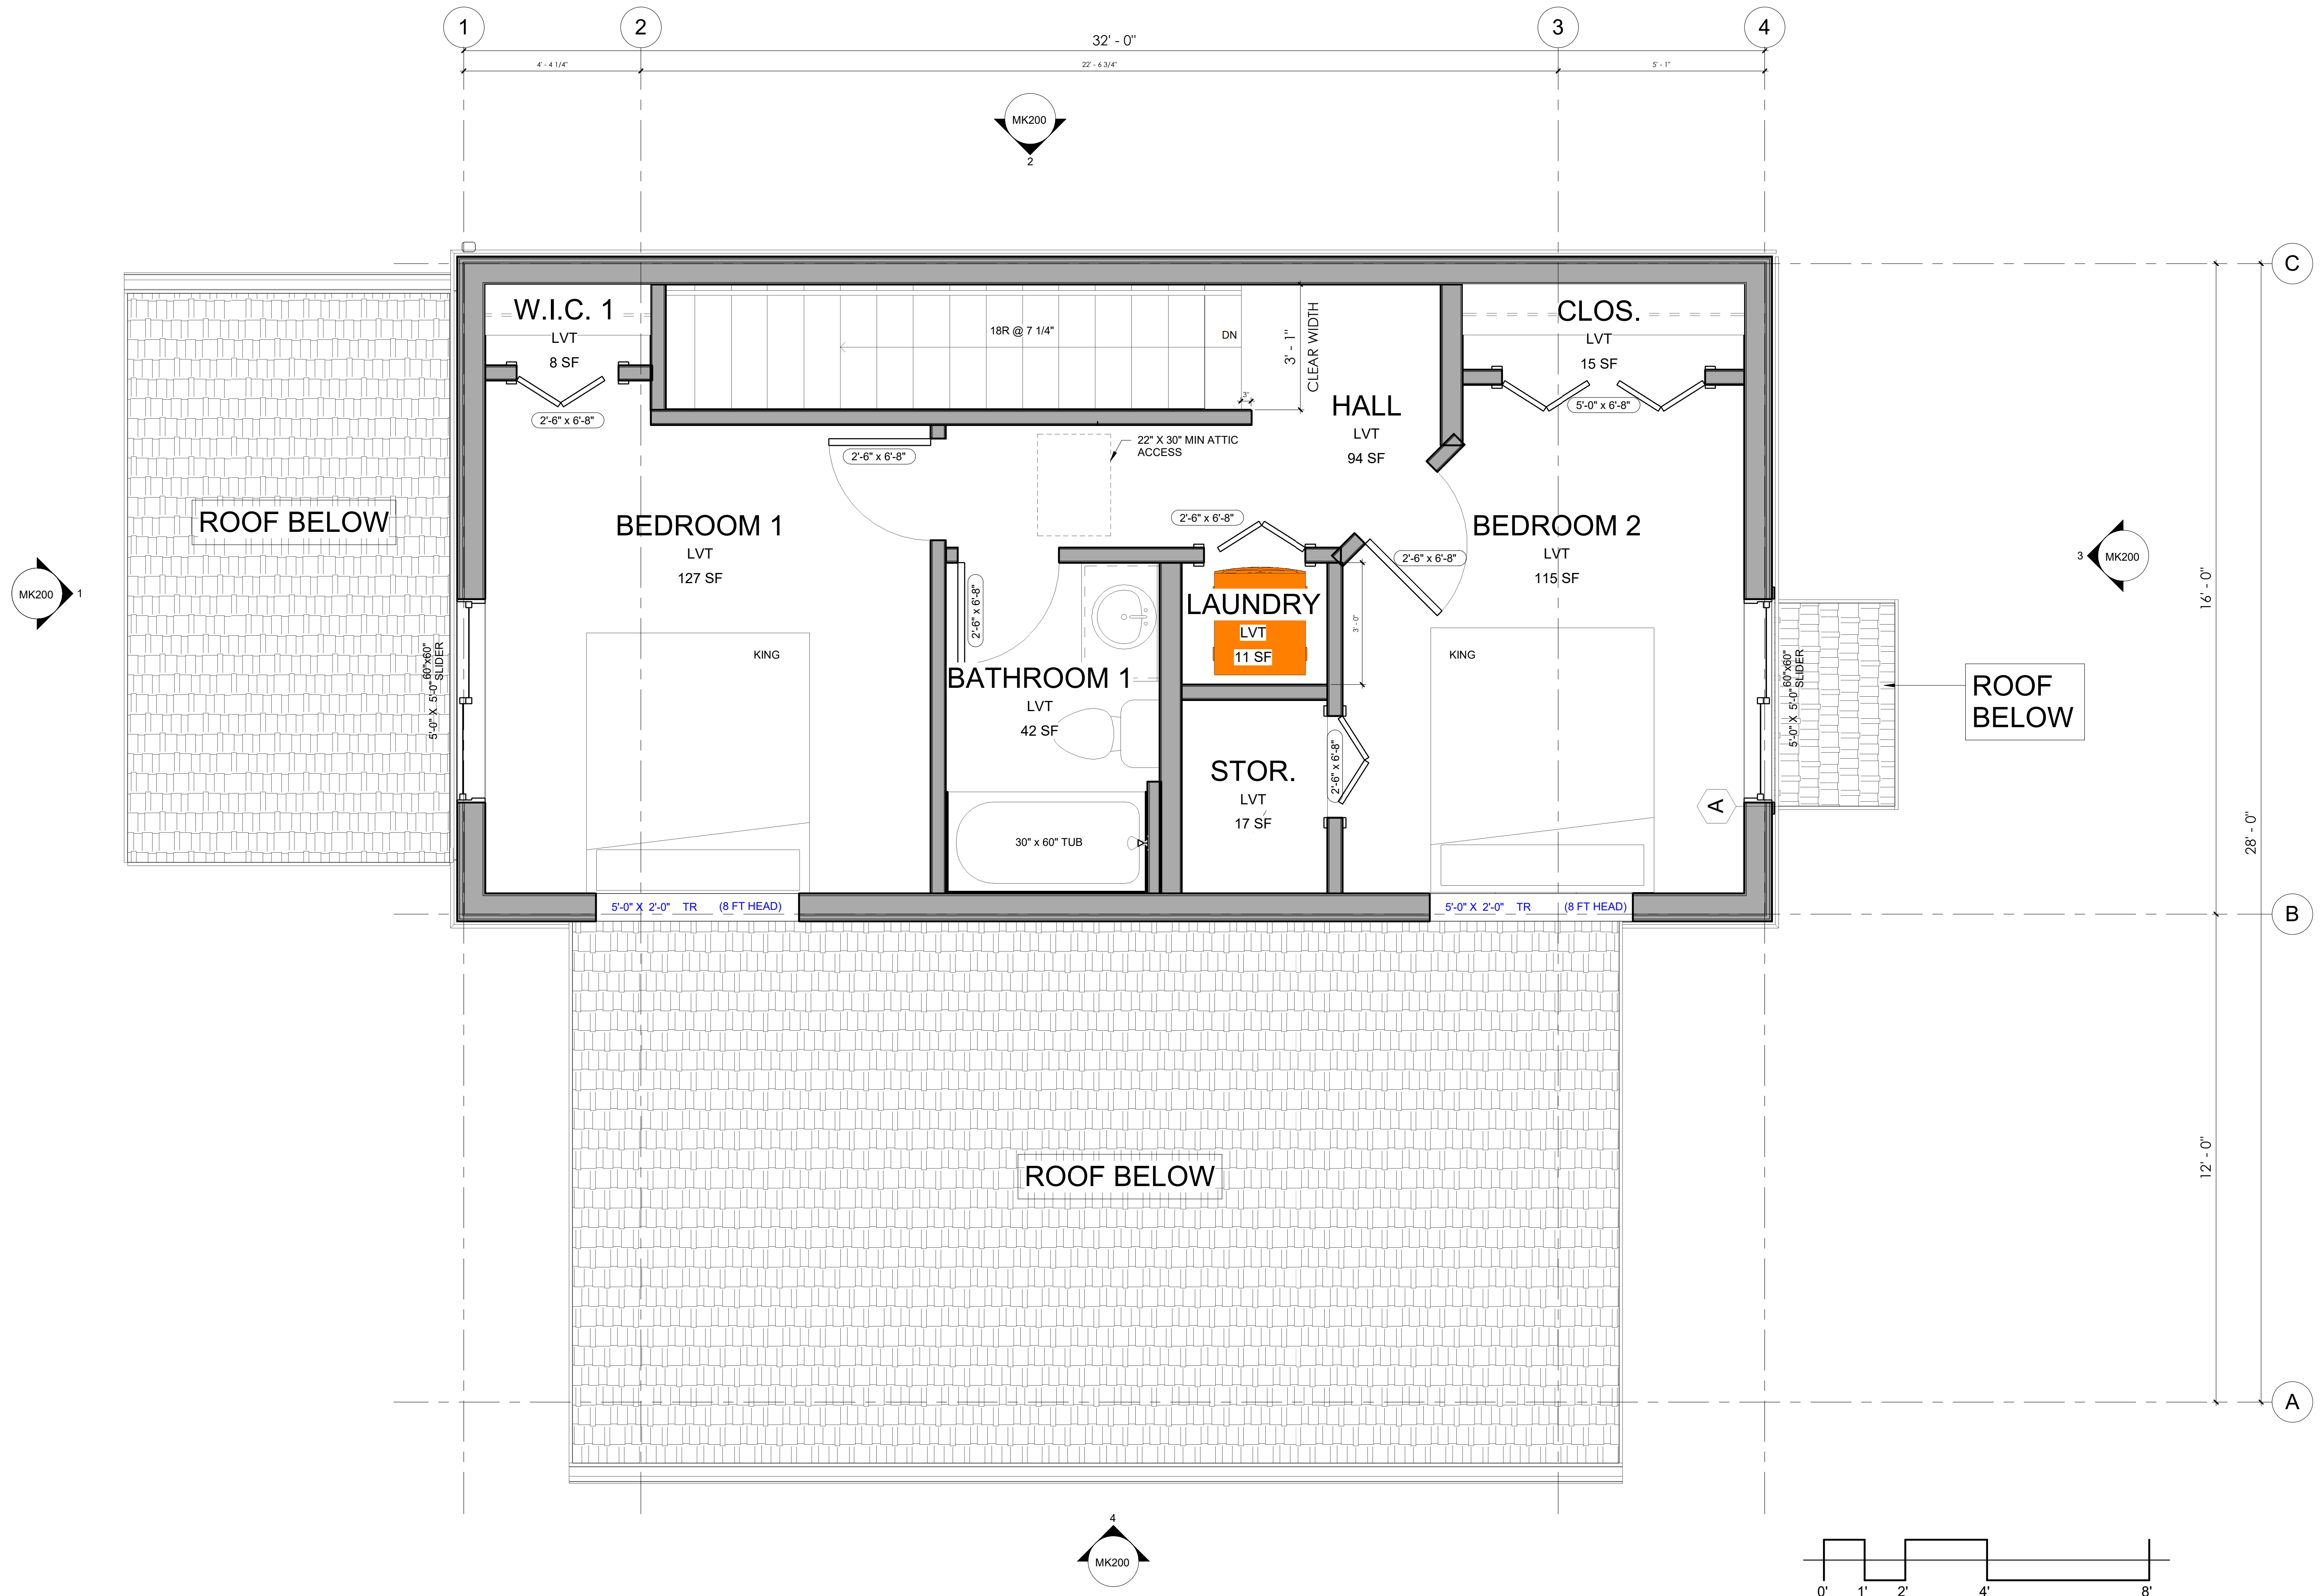 1
2
3
4
32' - 0"
4' - 4 1/4"
22' - 6 3/4"
5' - 1"
MK200
2
C
W.I.C. 1
LVT
8 SF
2'-6" x 6'-8"
18R @ 7 1/4"
DN
3' - 1"
CLEAR WIDTH
3"
CLOS.
LVT
15 SF
5'-0" x 6'-8"
HALL
LVT
94 SF
2'-6" x 6'-8"
22" X 30" MIN ATTIC
ACCESS
ROOF BELOW
BEDROOM 1
LVT
127 SF
2'-6" x 6'-8"
BEDROOM 2
LVT
115 SF
2'-6" x 6'-8"
MK200
1
3
MK200
16' - 0"
2'-6" x 6'-8"
LAUNDRY
LVT
11 SF
3' - 0"
KING
KING
60"x60"
SLIDER
5'-0" X 5'-0"
60"x60"
SLIDER
5'-0" X 5'-0"
BATHROOM 1
LVT
42 SF
ROOF
BELOW
STOR.
LVT
17 SF
2'-6" x 6'-8"
A
30" x 60" TUB
28' - 0"
5'-0" X 2'-0" TR (8 FT HEAD)
5'-0" X 2'-0" TR (8 FT HEAD)
B
12' - 0"
ROOF BELOW
A
4
MK200
0' 1' 2' 4' 8'